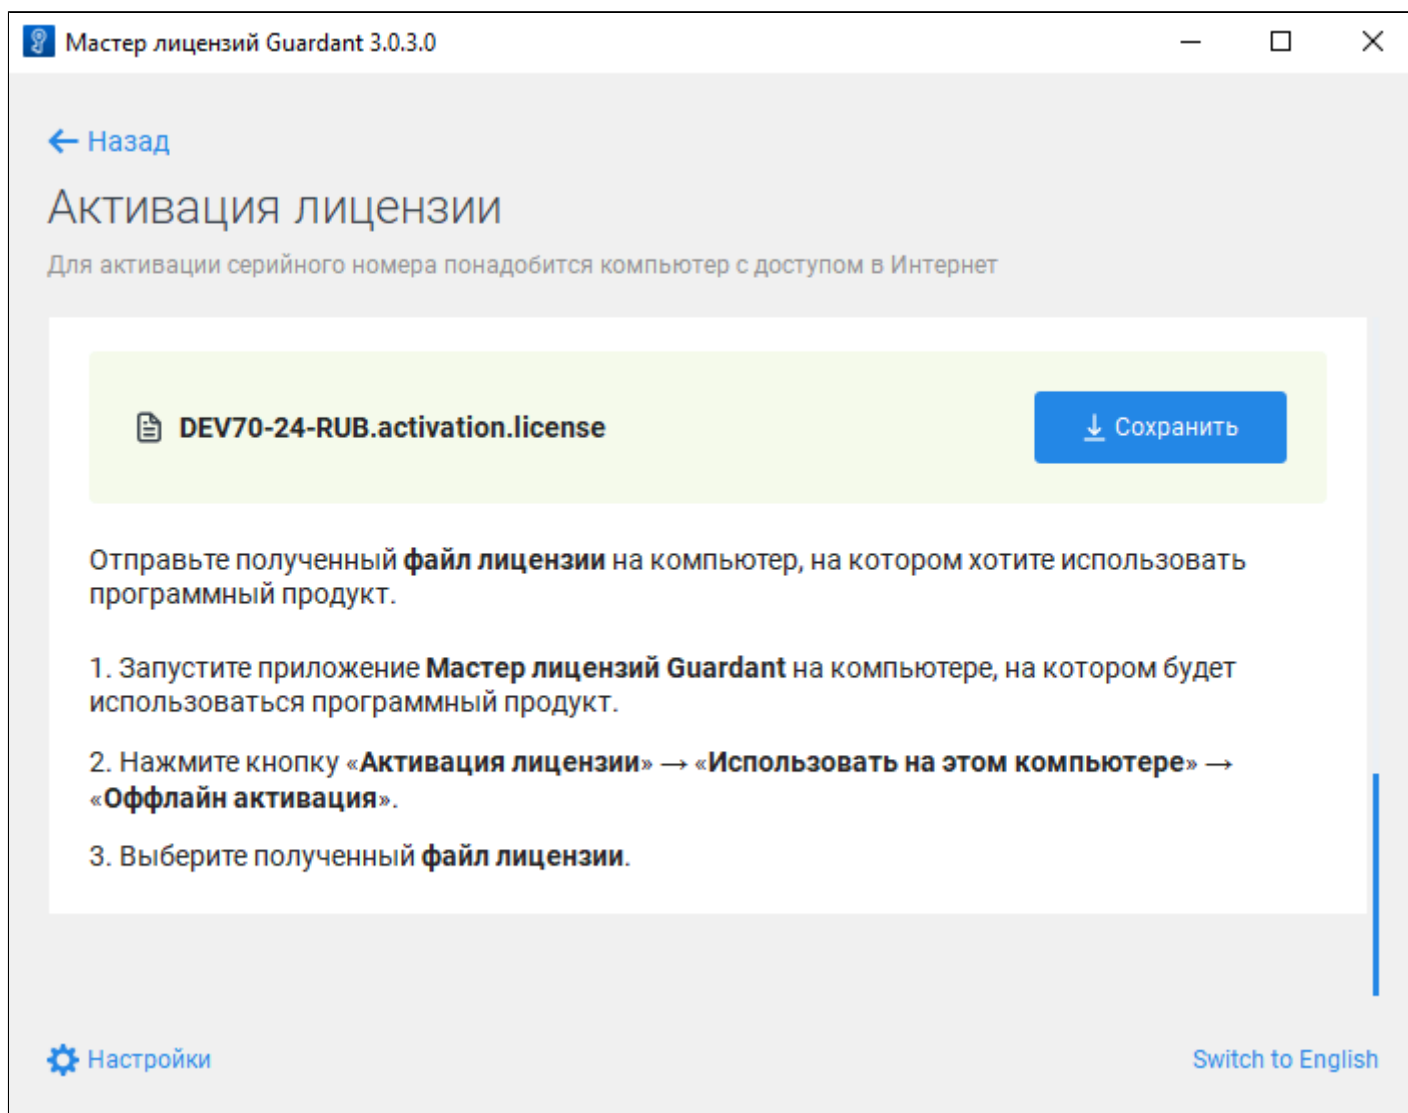 Мастер лицензий Guardant 3.0.3.0
← Назад
Активация лицензии
Для активации серийного номера понадобится компьютер с доступом в Интернет
DEV70-24-RUB.activation.license
Сохранить
Отправьте полученный файл лицензии на компьютер, на котором хотите использовать
программный продукт.
1. Запустите приложение Мастер лицензий Guardant на компьютере, на котором будет
использоваться программный продукт.
2. Нажмите кнопку «Активация лицензии» → «Использовать на этом компьютере» →
«Оффлайн активация».
3. Выберите полученный файл лицензии.
Настройки
Switch to English